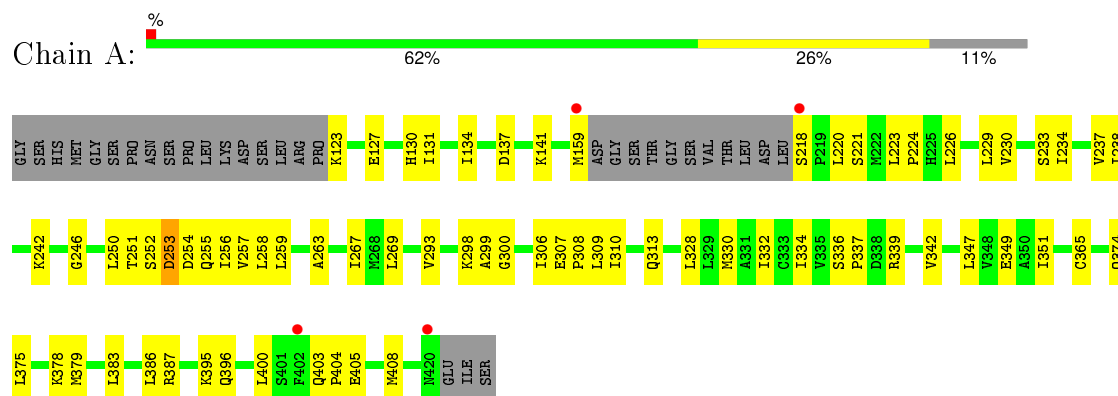 %
Chain A:
62% 26% 11%
GLY SER HIS MET GLY SER PRO ASN SER PRO LEU LYS ASP SER LEU ARG PRO K123 E127 H130 I131 I134 D137 K141 M159 ASP GLY SER THR GLY SER VAL THR LEU ASP LEU S218 P219 L220 S221 M222 L223 P224 H225 L226 L229 V230 S233 I234 V237
K242 G246 L250 T251 S252 D253 D254 Q255 I256 V257 L258 L259 A263 I267 M268 L269 V293 K298 A299 G300 I306 E307 P308 L309 I310 Q313 L328 L329 M330 A331 I332 C333 I334 V335 S336 P337 D338 R339 V342 L347 V348 E349 A350 I351 C365 Q374
L375 K378 M379 L383 L386 R387 K395 Q396 L400 S401 F402 Q403 P404 E405 M408 N420 GLU ILE SER